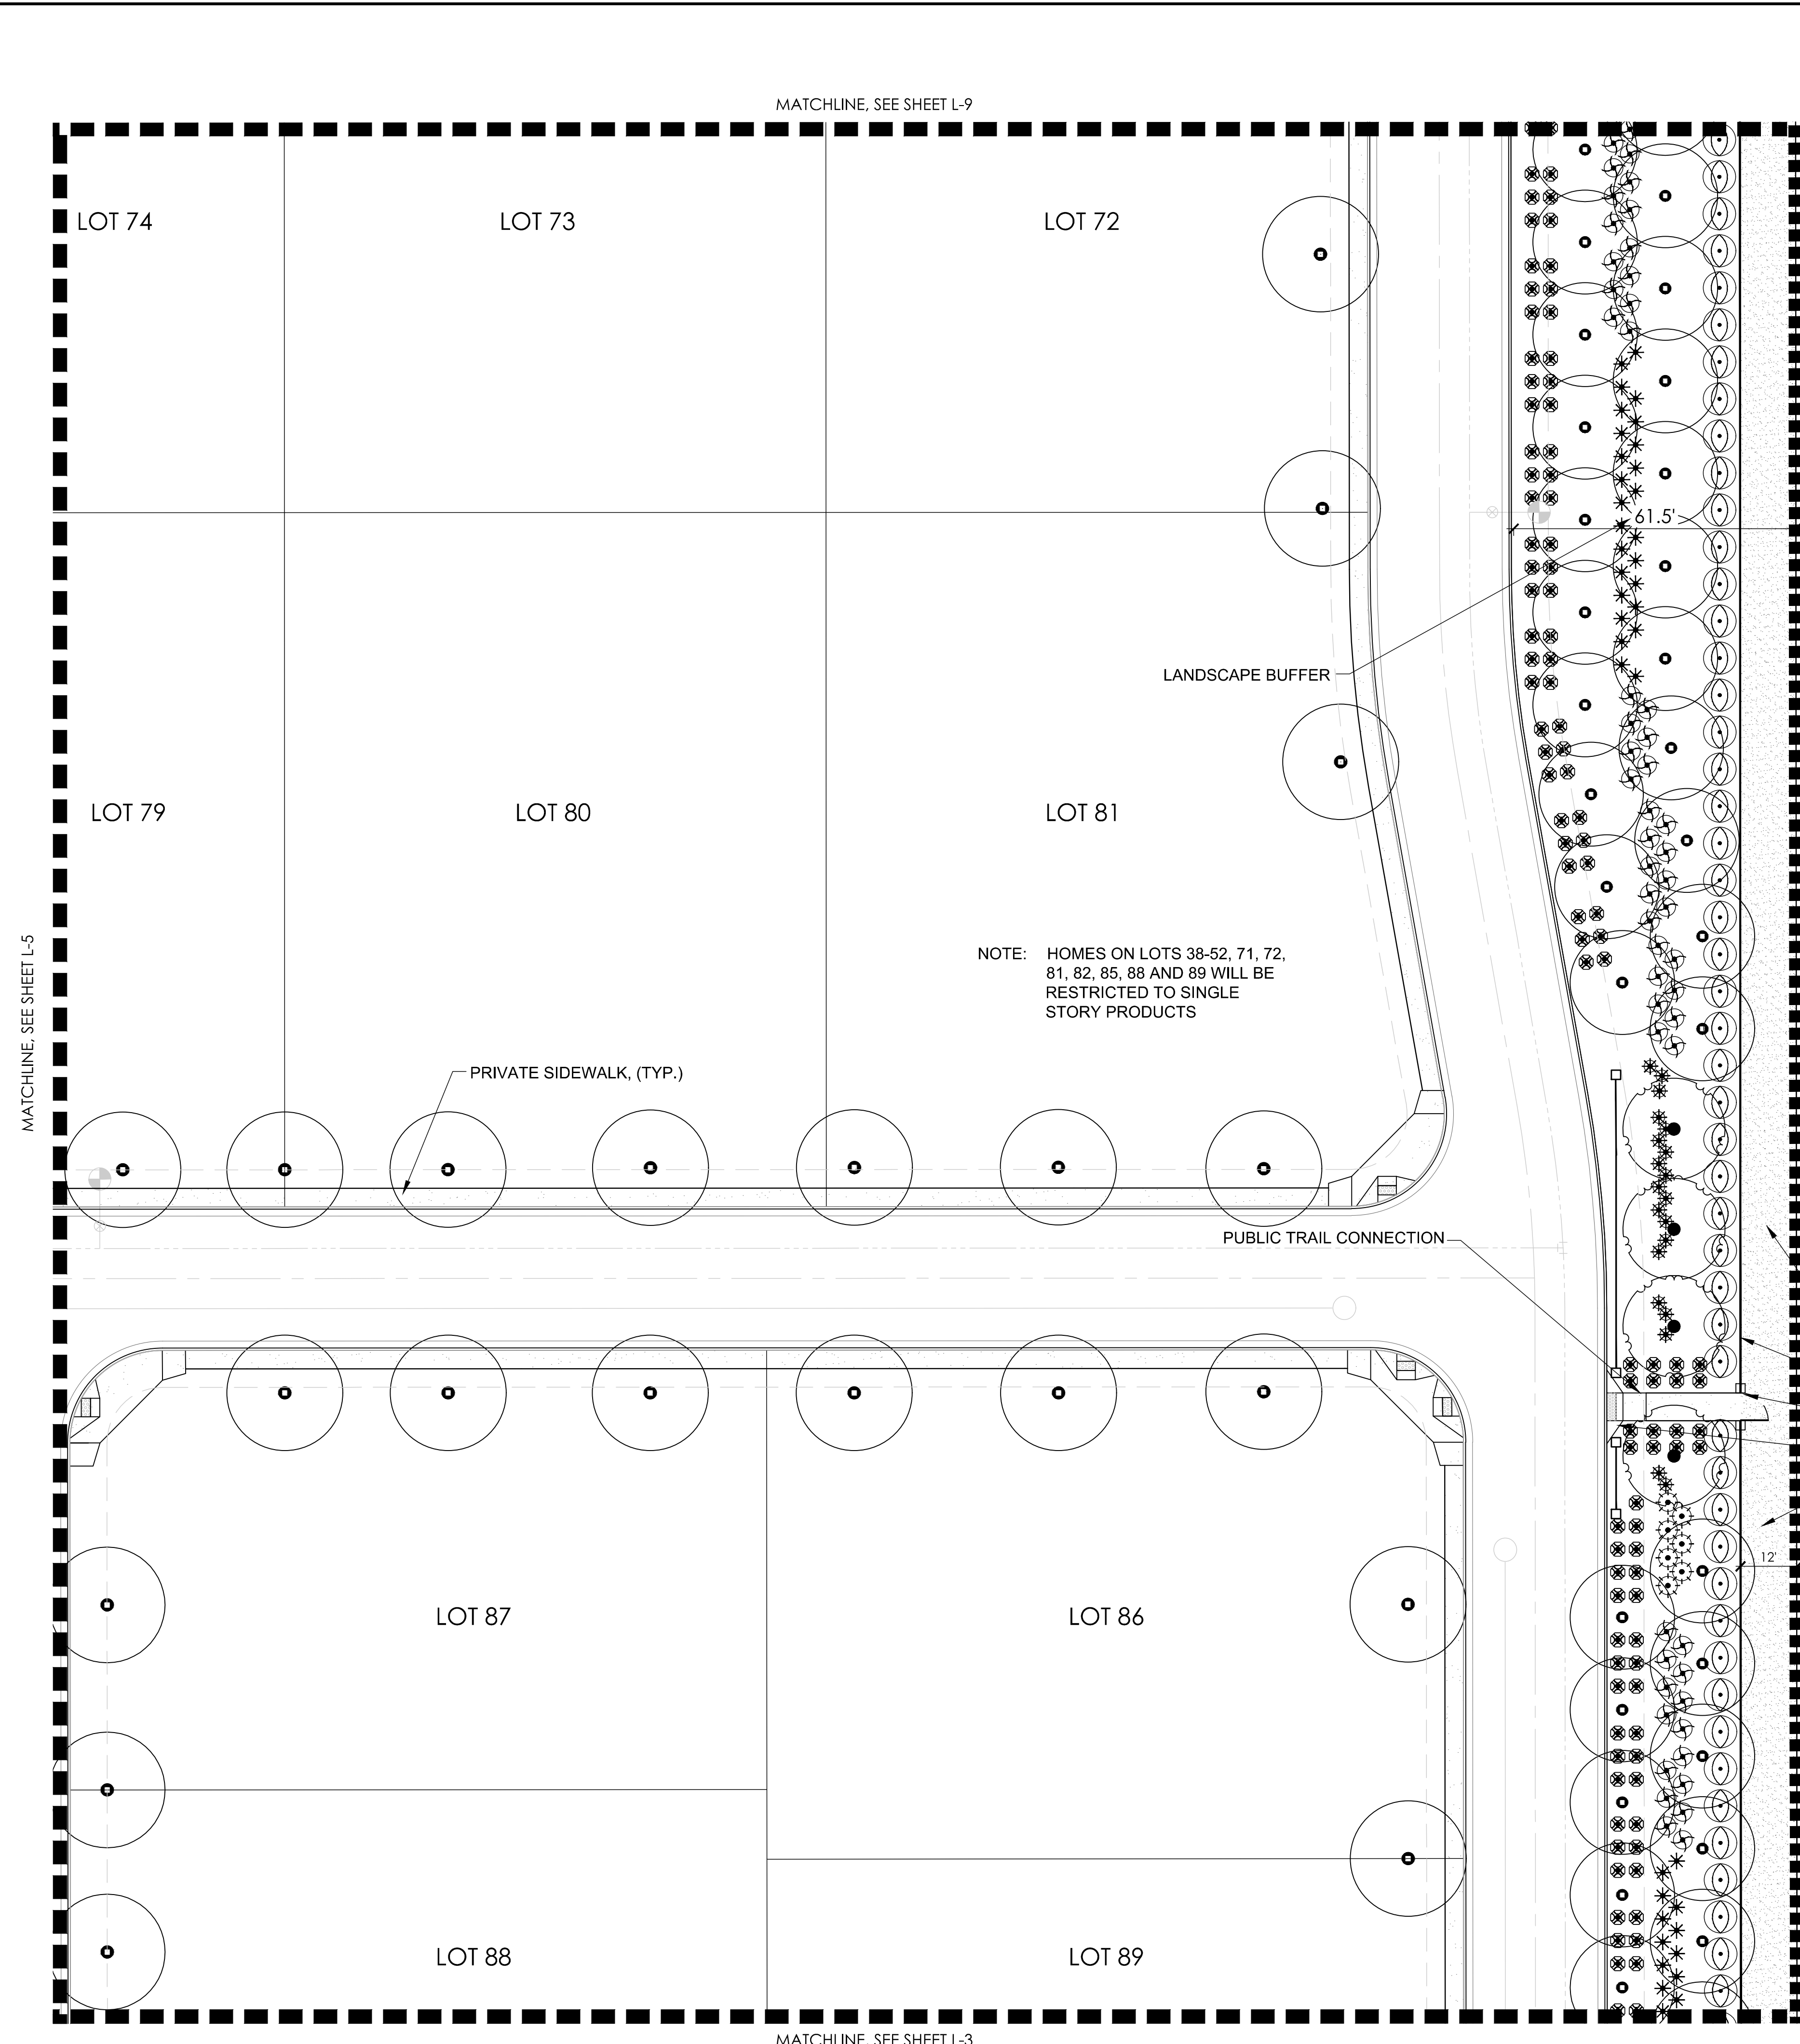 MATCHLINE, SEE SHEET L-9
LOT 74
LOT 73
LOT 72
61.5'
LANDSCAPE BUFFER
LOT 79
LOT 80
LOT 81
MATCHLINE, SEE SHEET L-5
NOTE: HOMES ON LOTS 38-52, 71, 72,
81, 82, 85, 88 AND 89 WILL BE
RESTRICTED TO SINGLE
STORY PRODUCTS
PRIVATE SIDEWALK, (TYP.)
PUBLIC TRAIL CONNECTION
12'
LOT 87
LOT 86
LOT 88
LOT 89
MATCHLINE, SEE SHEET L-3